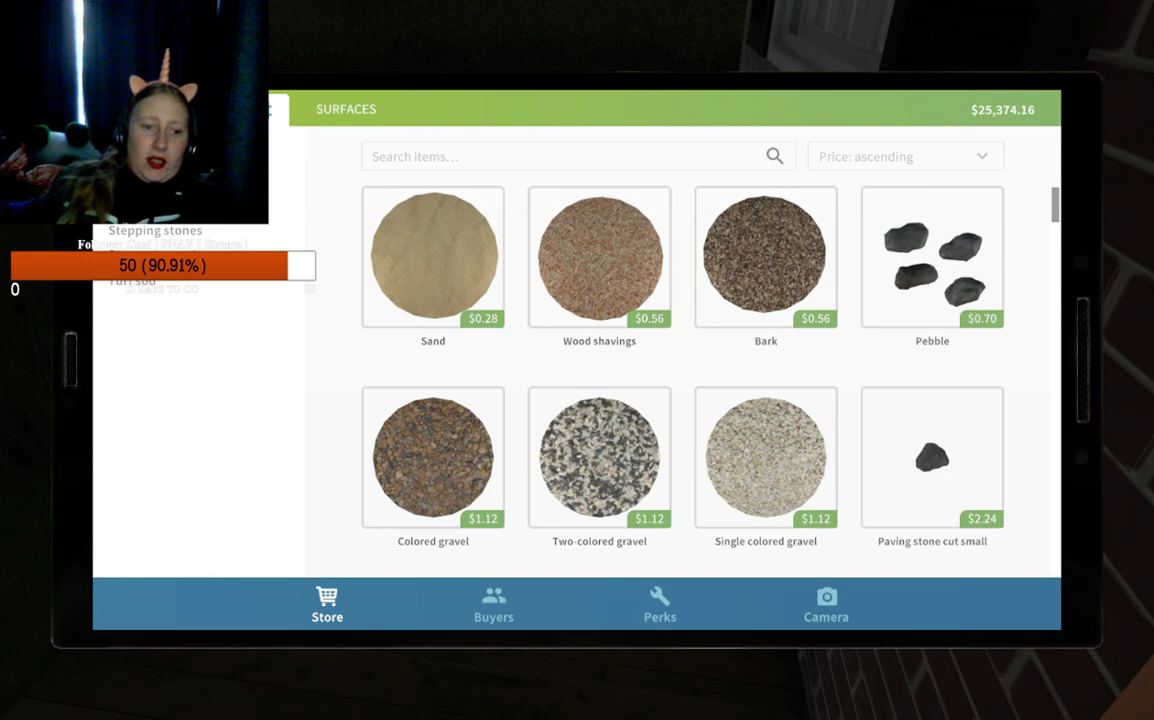 SURFACES
$25,374.16
Search items...
Price: ascending
Stepping stones
50 (90.91%)
0
$0.28
$0.56
$0.56
$0.70
Sand
Wood shavings
Bark
Pebble
$1.12
$1.12
$1.12
$2.24
Colored gravel
Two-colored gravel
Single colored gravel
Paving stone cut small
Store
Buyers
Perks
Camera